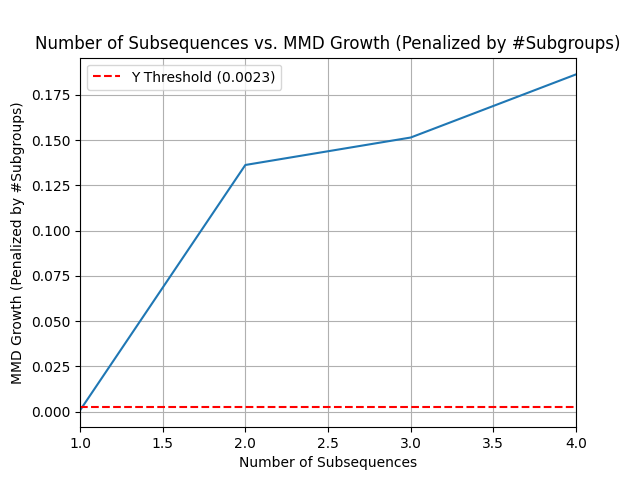 Number of Subsequences vs. MMD Growth (Penalized by #Subgroups)
Y Threshold (0.0023)
MMD Growth (Penalized by #Subgroups)
0.175
0.150
0.125
0.100
0.075
0.050
0.025
0.000
1.0 1.5 2.0 2.5 3.0 3.5 4.0
Number of Subsequences